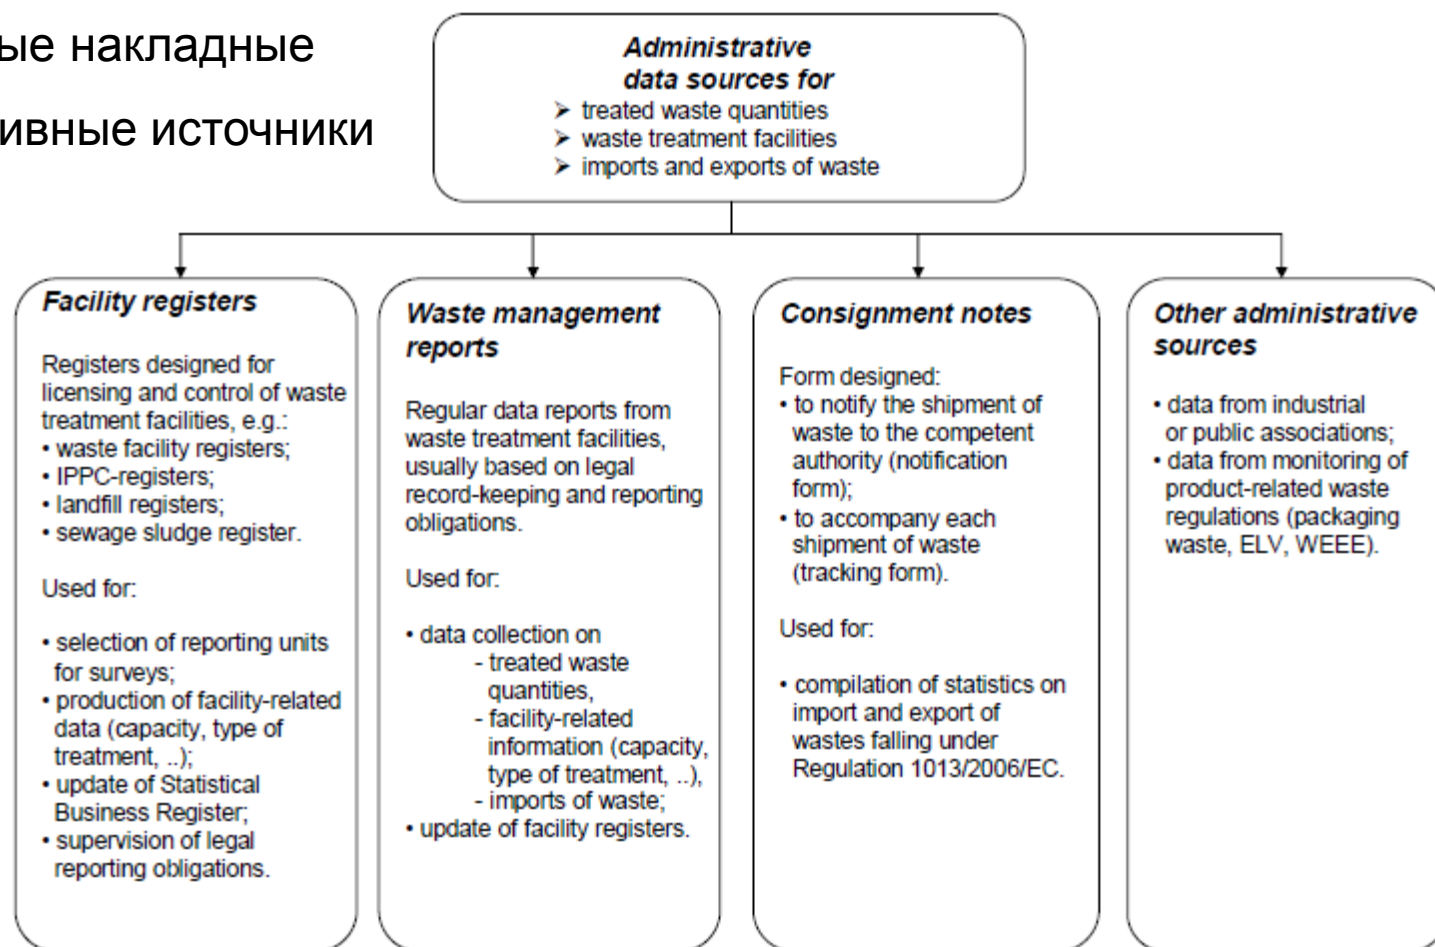 ые накладные
ивные источники
Administrative
data sources for
➢ treated waste quantities
➢ waste treatment facilities
➢ imports and exports of waste
Facility registers
Registers designed for
licensing and control of waste
treatment facilities, e.g.:
• waste facility registers;
• IPPC-registers;
• landfill registers;
• sewage sludge register.
Used for:
• selection of reporting units
for surveys;
• production of facility-related
data (capacity, type of
treatment, ..);
• update of Statistical
Business Register;
• supervision of legal
reporting obligations.
Waste management
reports
Regular data reports from
waste treatment facilities,
usually based on legal
record-keeping and reporting
obligations.
Used for:
• data collection on
- treated waste
quantities,
- facility-related
information (capacity,
type of treatment, ..),
- imports of waste;
• update of facility registers.
Consignment notes
Form designed:
• to notify the shipment of
waste to the competent
authority (notification
form);
• to accompany each
shipment of waste
(tracking form).
Used for:
• compilation of statistics on
import and export of
wastes falling under
Regulation 1013/2006/EC.
Other administrative
sources
• data from industrial
or public associations;
• data from monitoring of
product-related waste
regulations (packaging
waste, ELV, WEEE).